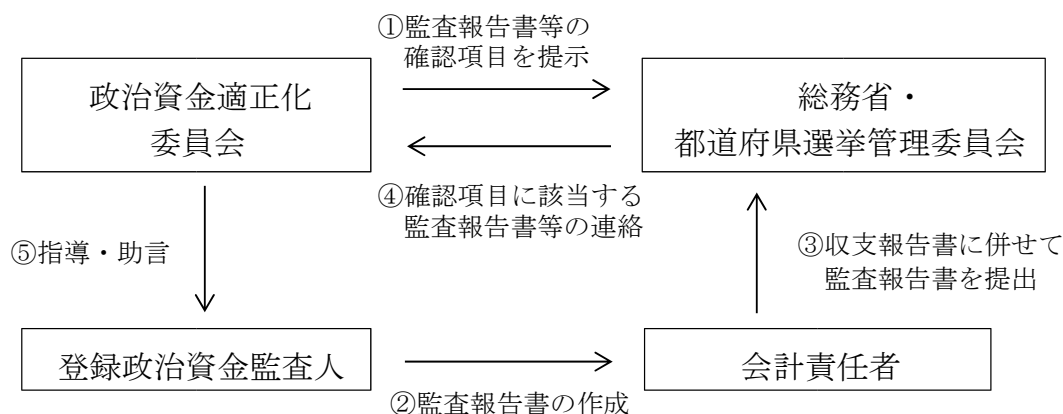 ①監査報告書等の
確認項目を提示
政治資金適正化
委員会
総務省・
都道府県選挙管理委員会
④確認項目に該当する
監査報告書等の連絡
⑤指導・助言
③収支報告書に併せて
監査報告書を提出
登録政治資金監査人
会計責任者
②監査報告書の作成